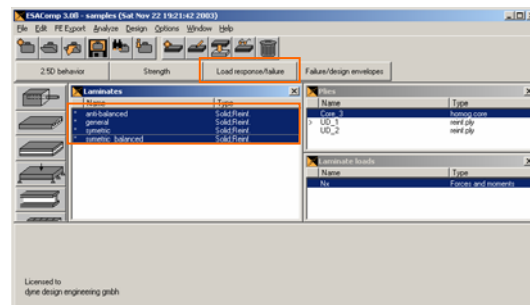 ESAComp 3.0ß - samples (Sat Nov 22 19:21:42 2003)
File Edit FE Export Analyze Design Options Window Help
2.5D behavior Strength Load response/failure Failure/design envelopes
Laminates
Name Type
* anti-balanced Solid;Reinf.
* general Solid;Reinf.
* symetric Solid;Reinf.
* symetric_balanced Solid;Reinf.
Plies
Name Type
Core_3 homog.core
> UD_1 reinf.ply
UD_2 reinf.ply
Laminate loads
Name Type
Nx Forces and moments
Licensed to
dyne design engineering gmbh